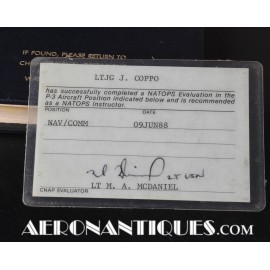 IF FOUND, PLEASE RETURN TO
LTJG J. COPPO
has successfully completed a NATOPS Evaluation in the
P-3 Aircraft Position indicated below and is recommended
as a NATOPS Instructor.
POSITION DATE
NAV/COMM 09JUN88
LT USN
CNAP EVALUATOR LT M. A. MCDANIEL
AERONANTIQUES.COM